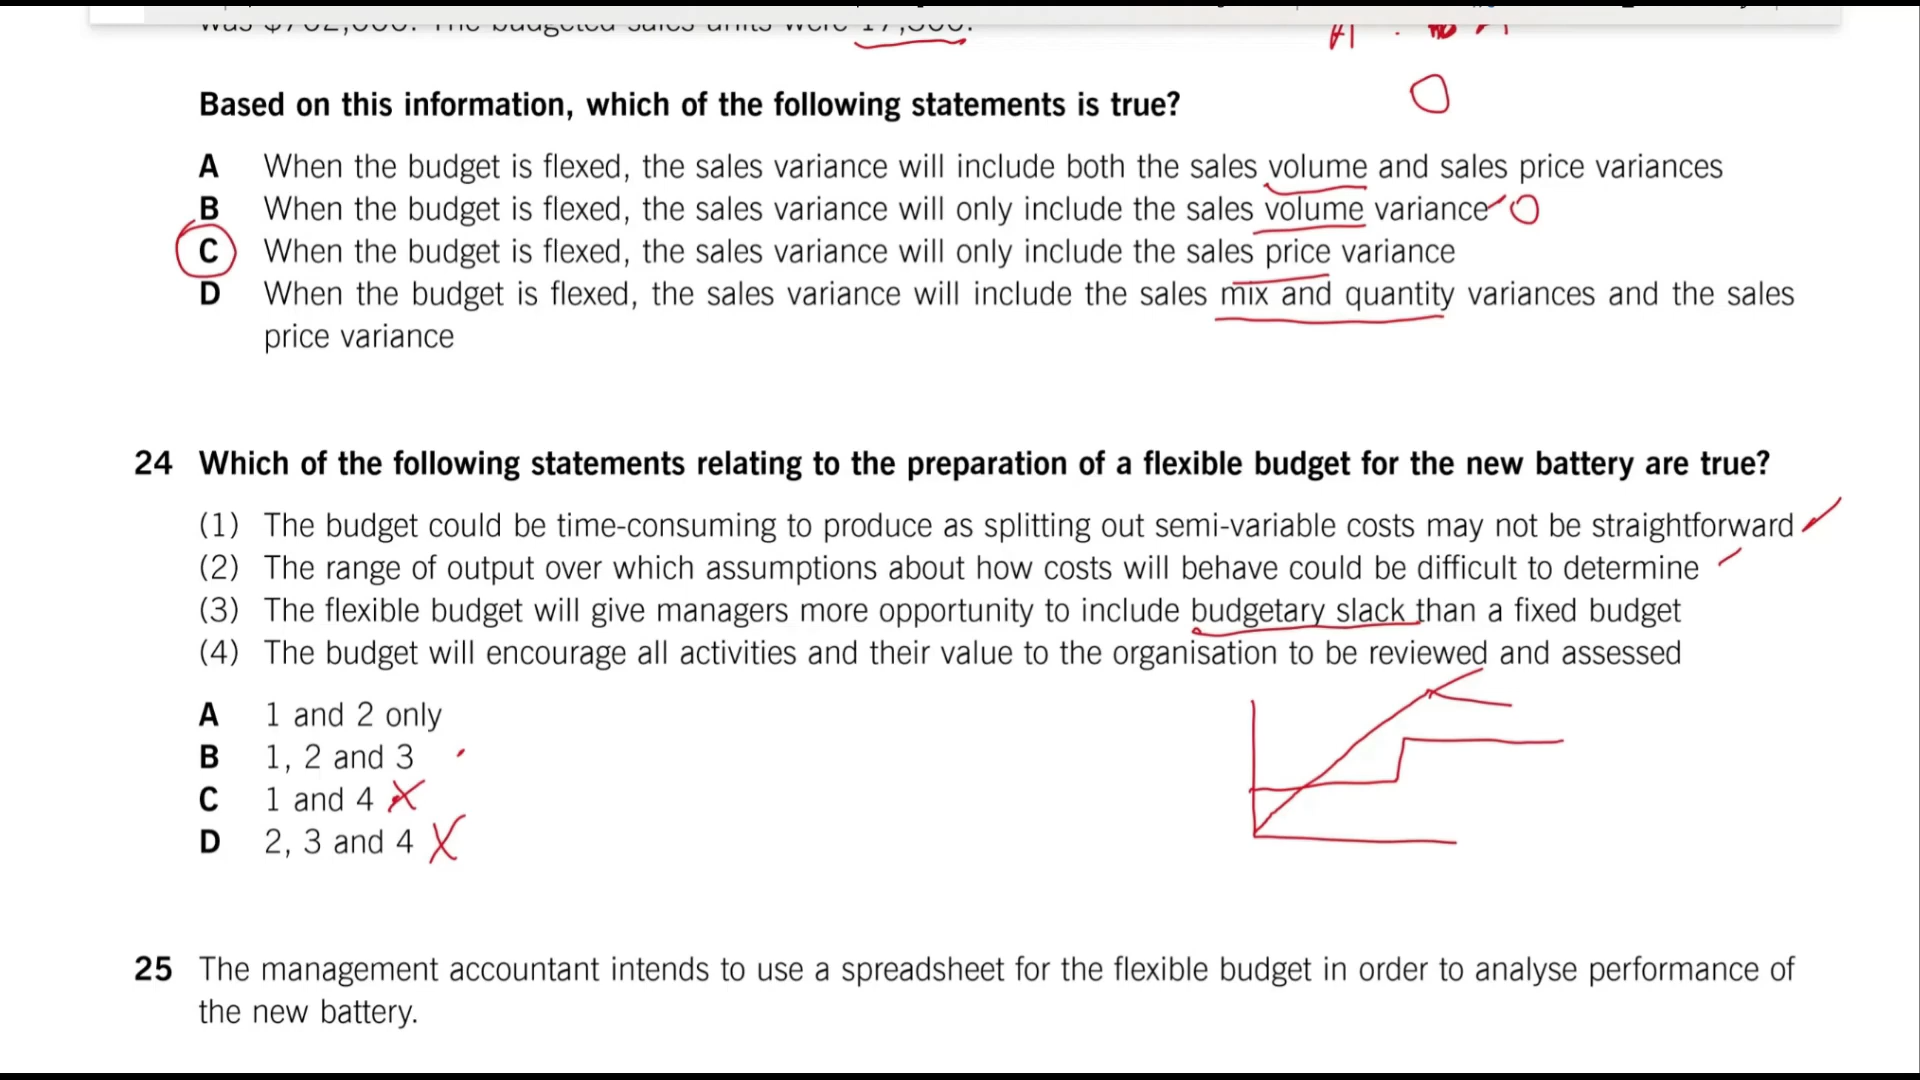 was $762,000. The budgeted sales units were 17,500.
Based on this information, which of the following statements is true?
A When the budget is flexed, the sales variance will include both the sales volume and sales price variances
B When the budget is flexed, the sales variance will only include the sales volume variance
C When the budget is flexed, the sales variance will only include the sales price variance
D When the budget is flexed, the sales variance will include the sales mix and quantity variances and the sales
price variance
24 Which of the following statements relating to the preparation of a flexible budget for the new battery are true?
(1) The budget could be time-consuming to produce as splitting out semi-variable costs may not be straightforward
(2) The range of output over which assumptions about how costs will behave could be difficult to determine
(3) The flexible budget will give managers more opportunity to include budgetary slack than a fixed budget
(4) The budget will encourage all activities and their value to the organisation to be reviewed and assessed
A 1 and 2 only
B 1, 2 and 3
C 1 and 4
D 2, 3 and 4
25 The management accountant intends to use a spreadsheet for the flexible budget in order to analyse performance of
the new battery.